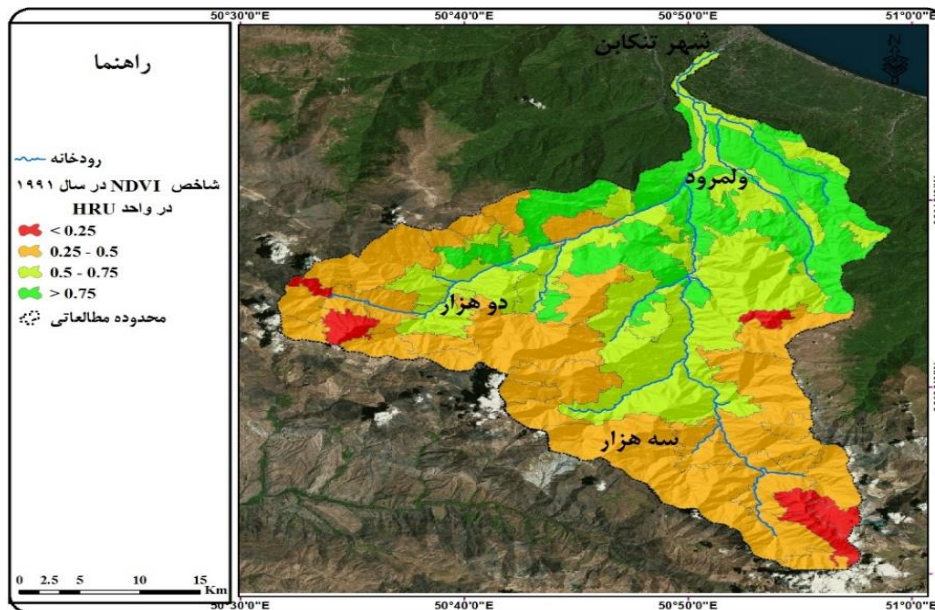 راهنما
رودخانه
شاخص NDVI در سال ۱۹۹۱
در واحد HRU
< 0.25
0.25 - 0.5
0.5 - 0.75
> 0.75
محدوده مطالعاتی
0 2.5 5 10 15
Km
50°30'0"E 50°40'0"E 50°50'0"E 51°0'0"E
شهر تنکابن
ولمرود
دو هزار
سه هزار
50°30'0"E 50°40'0"E 50°50'0"E 51°0'0"E